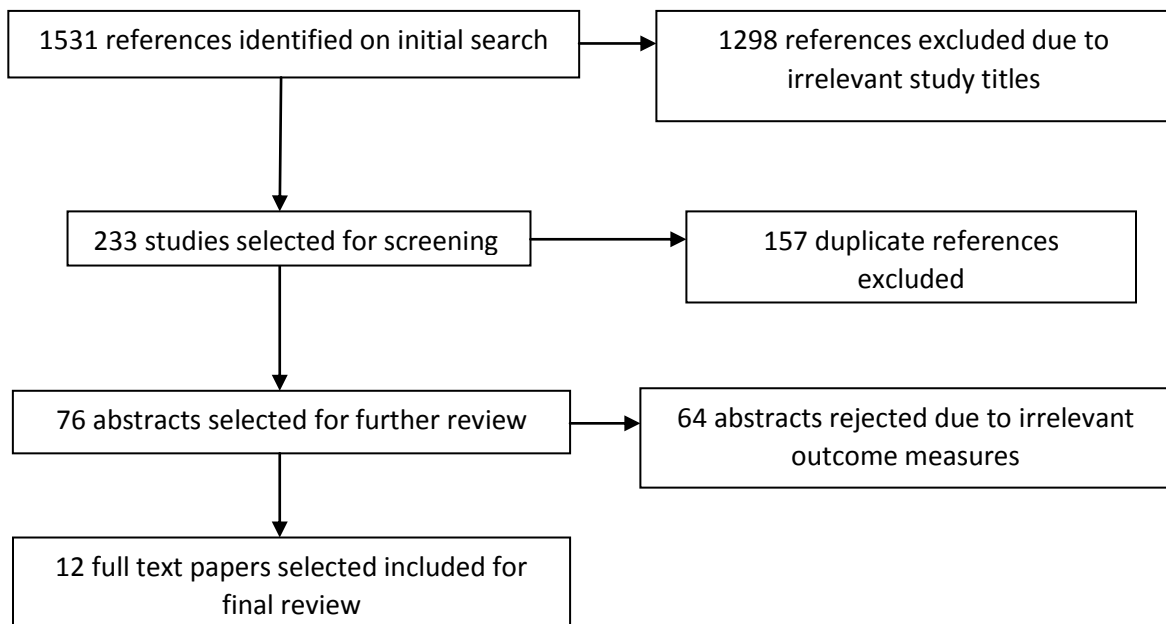 1531 references identified on initial search
1298 references excluded due to
irrelevant study titles
233 studies selected for screening
157 duplicate references
excluded
76 abstracts selected for further review
64 abstracts rejected due to irrelevant
outcome measures
12 full text papers selected included for
final review